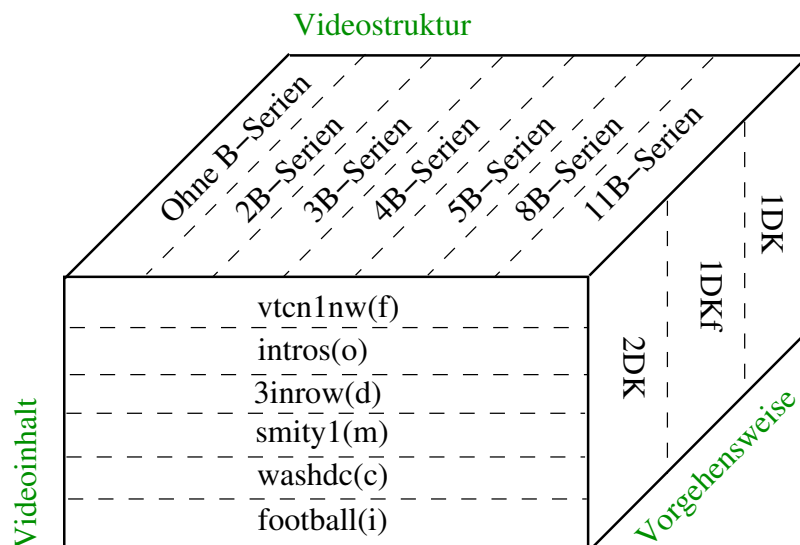 Videostruktur
Ohne B−Serien
2B−Serien
3B−Serien
4B−Serien
5B−Serien
8B−Serien
11B−Serien
1DK
1DKf
2DK
vtcn1nw(f)
intros(o)
3inrow(d)
smity1(m)
washdc(c)
football(i)
Videoinhalt
Vorgehensweise